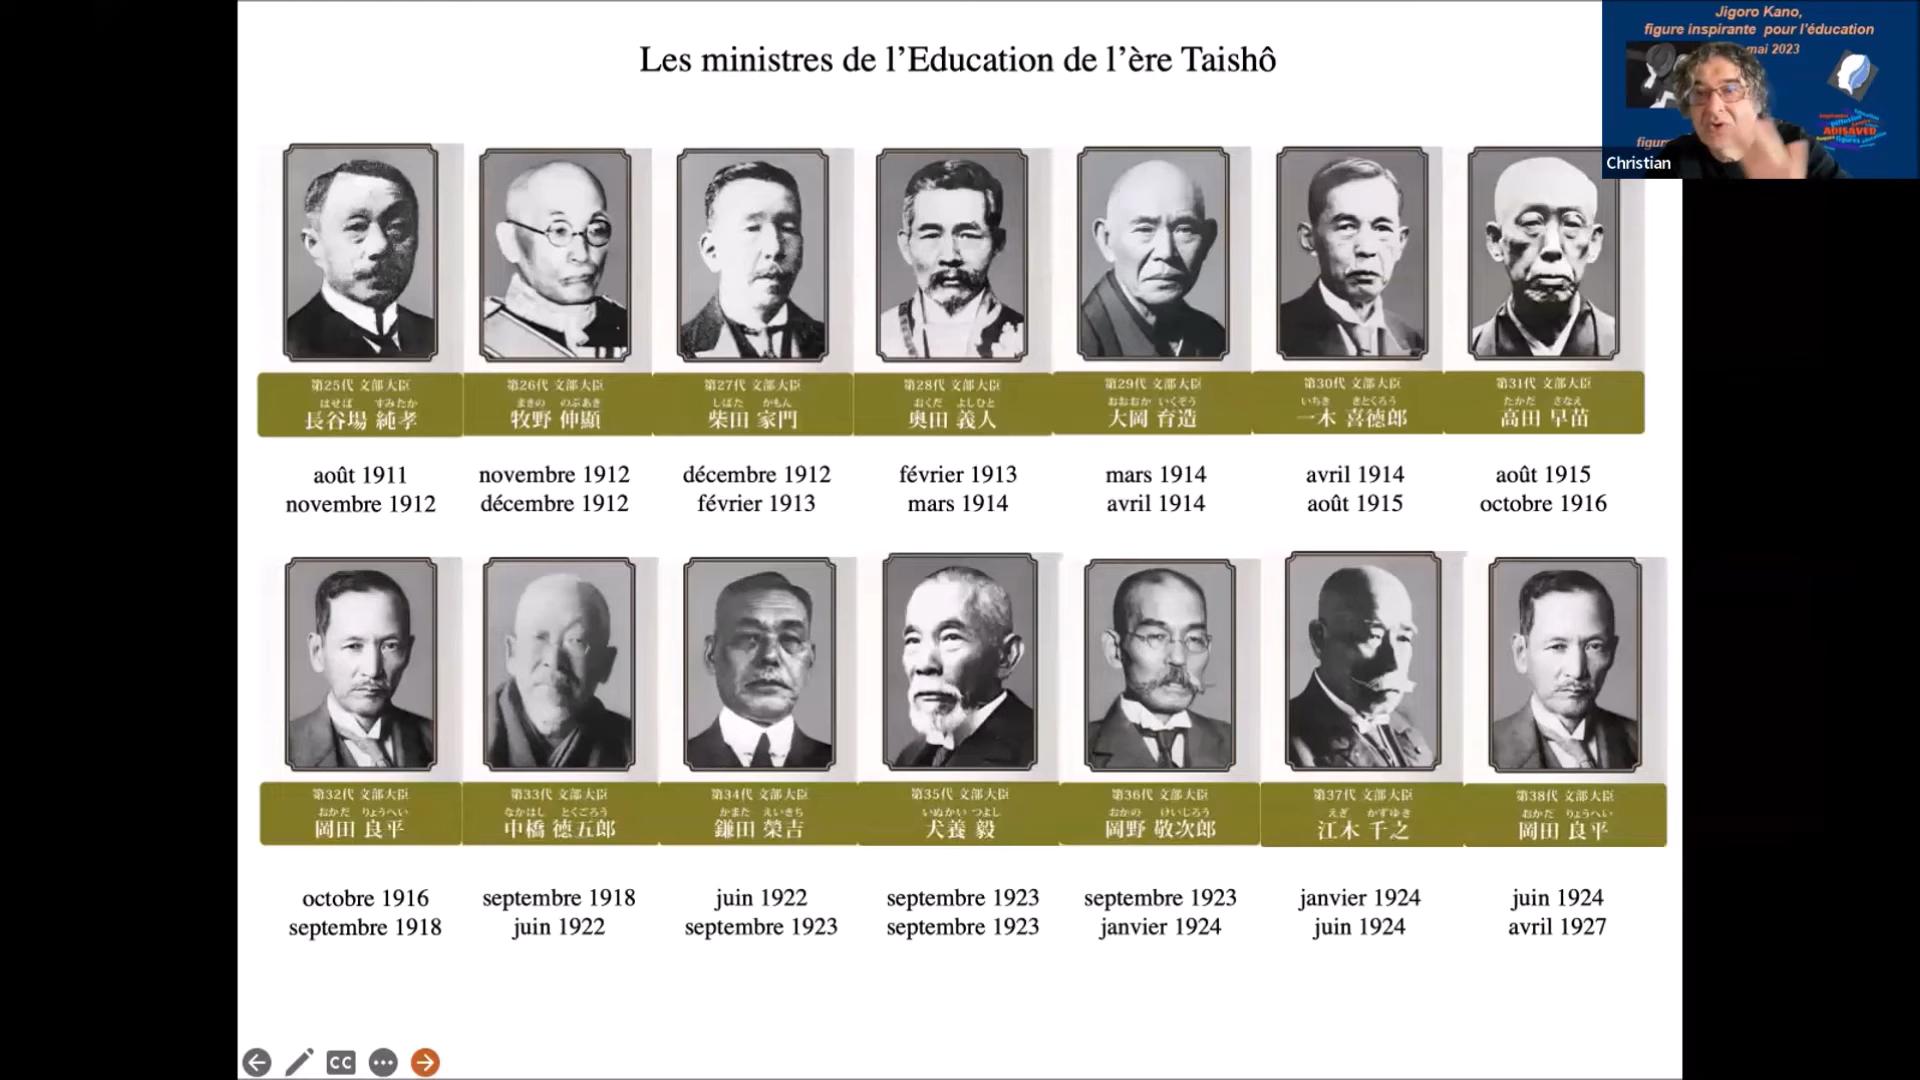 Les ministres de l’Education de l’ère Taishô
Jigoro Kano,
figure inspirante pour l'éducation
mai 2023
figur
ADISAVED
Christian
第25代 文部大臣
はせば すみたか
長谷場 純孝
第26代 文部大臣
まきの のぶあき
牧野 伸顯
第27代 文部大臣
しばた かもん
柴田 家門
第28代 文部大臣
おくだ よしひと
奥田 義人
第29代 文部大臣
おおおか いくぞう
大岡 育造
第30代 文部大臣
いちき きとくろう
一木 喜徳郎
第31代 文部大臣
たかだ さなえ
高田 早苗
août 1911
novembre 1912
novembre 1912
décembre 1912
décembre 1912
février 1913
février 1913
mars 1914
mars 1914
avril 1914
avril 1914
août 1915
août 1915
octobre 1916
第32代 文部大臣
おかだ りょうへい
岡田 良平
第33代 文部大臣
なかはし とくごろう
中橋 徳五郎
第34代 文部大臣
かまた えいきち
鎌田 榮吉
第35代 文部大臣
いぬかい つよし
犬養 毅
第36代 文部大臣
おかの けいじろう
岡野 敬次郎
第37代 文部大臣
えぎ かずゆき
江木 千之
第38代 文部大臣
おかだ りょうへい
岡田 良平
octobre 1916
septembre 1918
septembre 1918
juin 1922
juin 1922
septembre 1923
septembre 1923
septembre 1923
septembre 1923
janvier 1924
janvier 1924
juin 1924
juin 1924
avril 1927
CC